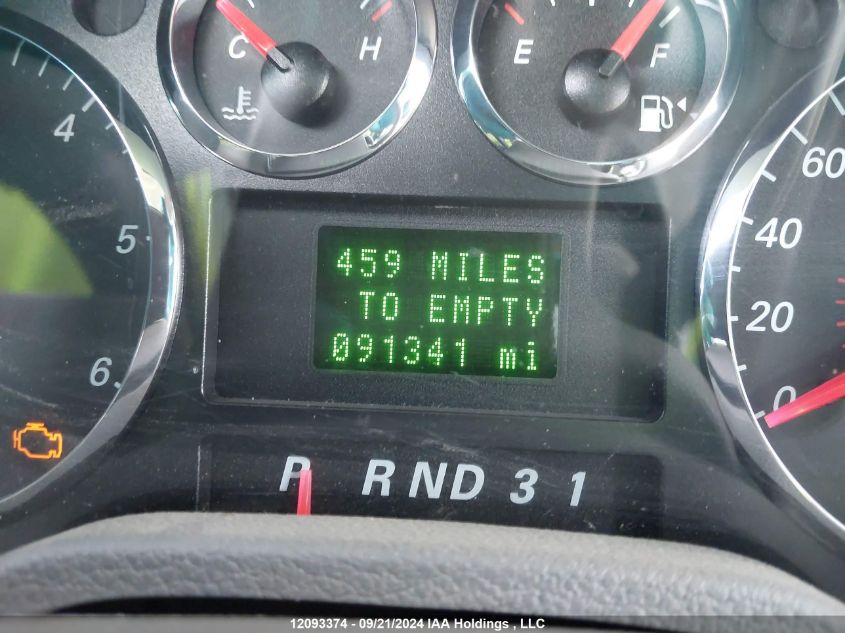 C H
E F
4
5
6
60
40
20
0
459 MILES
TO EMPTY
091341 mi
P R N D 3 1
12093374 - 09/21/2024 IAA Holdings , LLC